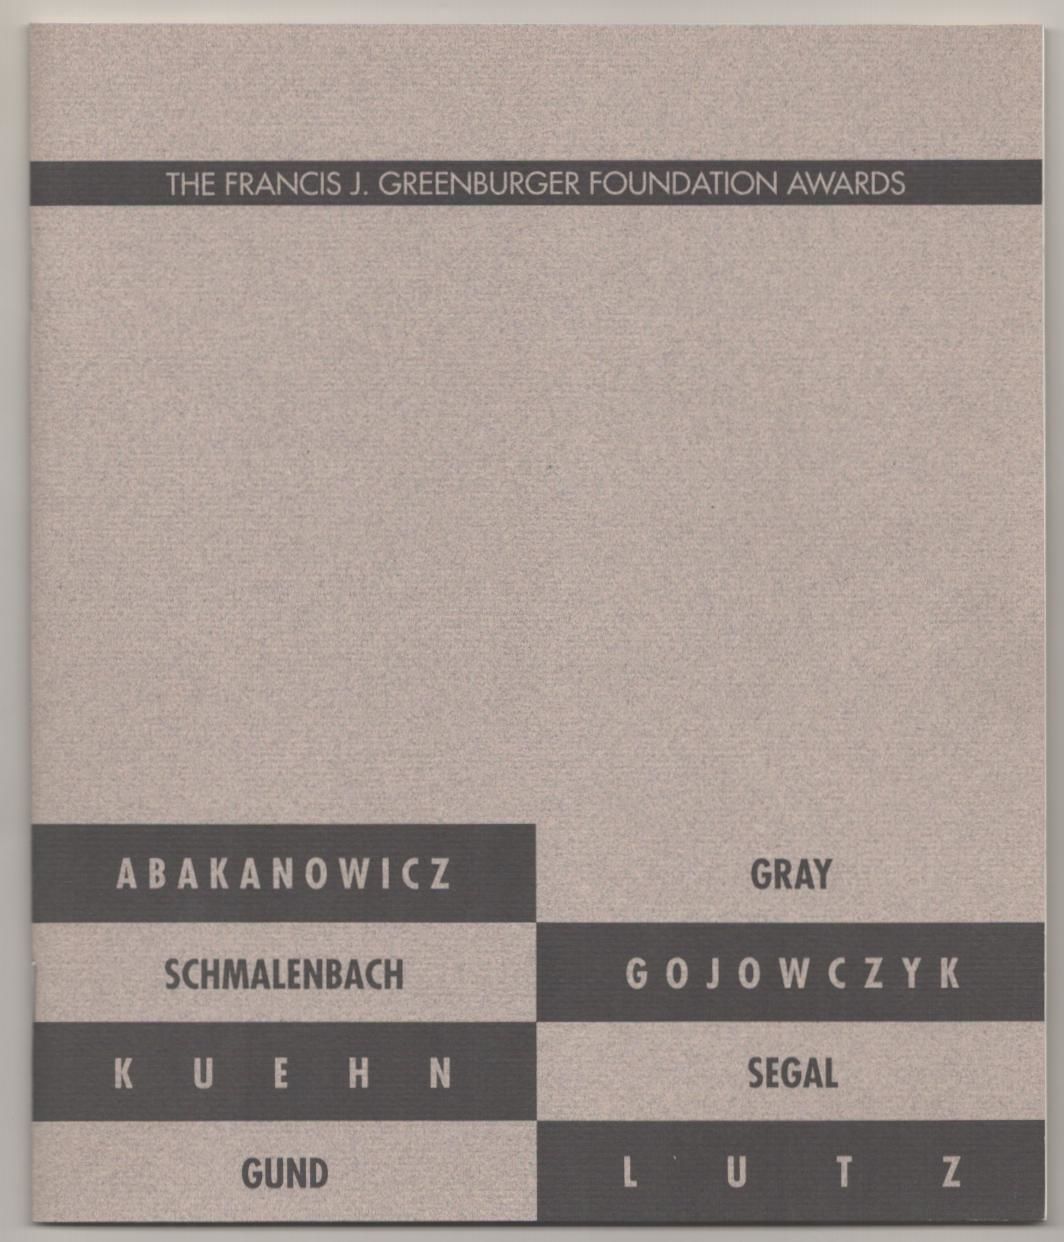 THE FRANCIS J. GREENBURGER FOUNDATION AWARDS
ABAKANOWICZ GRAY
SCHMALENBACH GOJOWCZYK
KUEHN SEGAL
GUND LUTZ